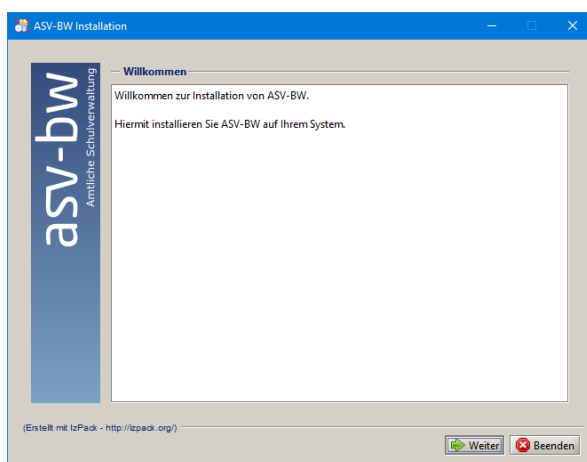 ASV-BW Installation
asv-bw
Amtliche Schulverwaltung
Willkommen
Willkommen zur Installation von ASV-BW.
Hiermit installieren Sie ASV-BW auf Ihrem System.
(Erstellt mit IzPack - http://izpack.org/)
Weiter
Beenden